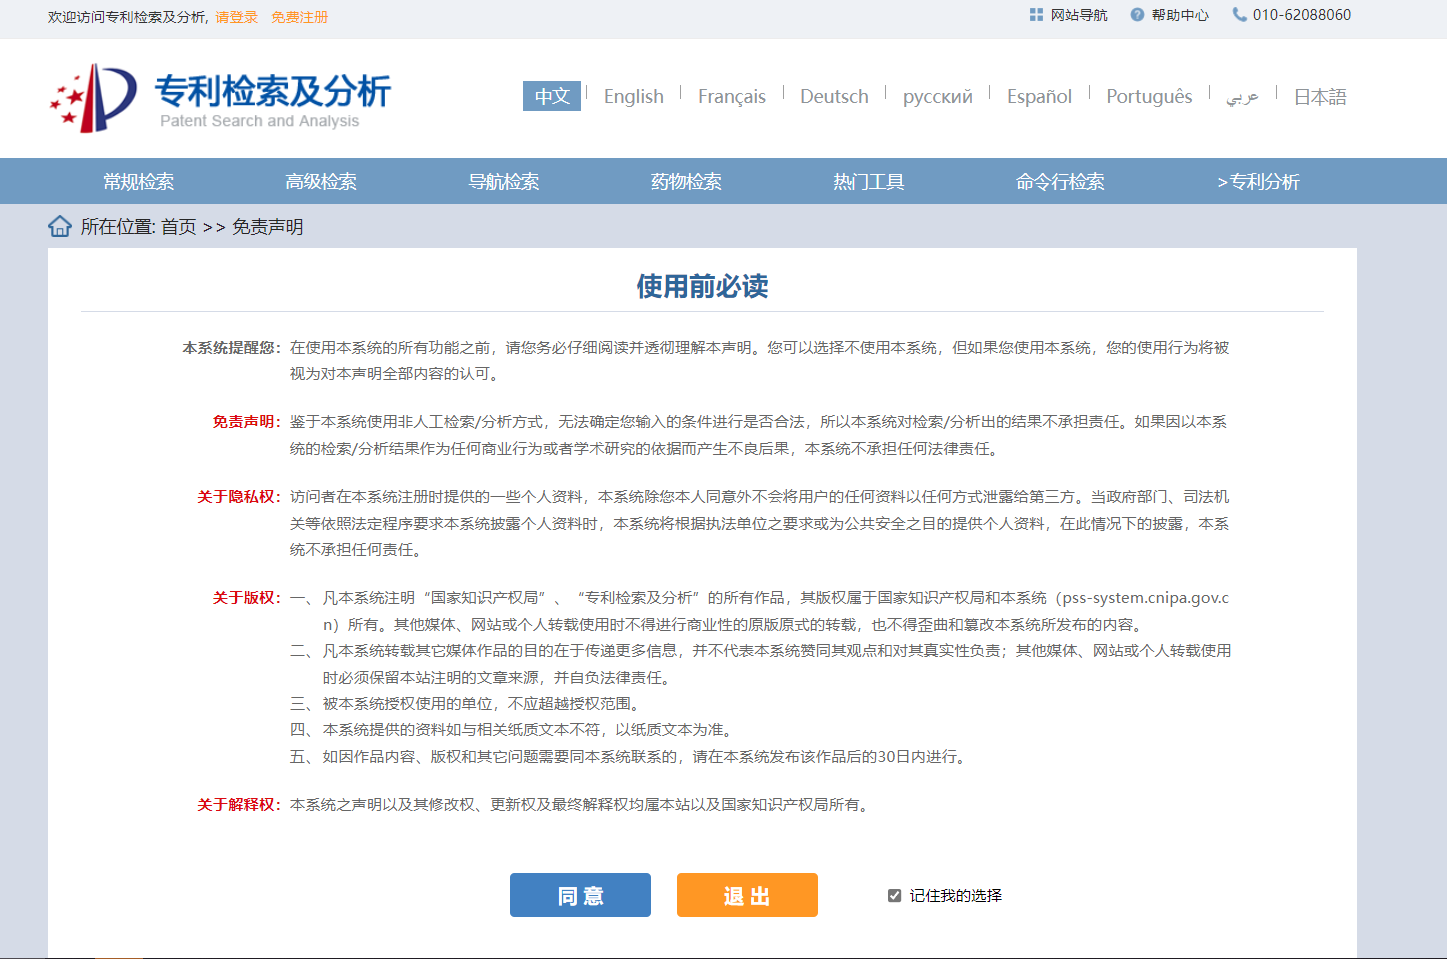 欢迎访问专利检索及分析, 请登录 免费注册 网站导航 帮助中心 010-62088060
专利检索及分析
Patent Search and Analysis
中文 English Français Deutsch русский Español Português عربي 日本語
常规检索 高级检索 导航检索 药物检索 热门工具 命令行检索 >专利分析
所在位置: 首页 >> 免责声明
使用前必读
本系统提醒您： 在使用本系统的所有功能之前，请您务必仔细阅读并透彻理解本声明。您可以选择不使用本系统，但如果您使用本系统，您的使用行为将被
视为对本声明全部内容的认可。
免责声明： 鉴于本系统使用非人工检索/分析方式，无法确定您输入的条件进行是否合法，所以本系统对检索/分析出的结果不承担责任。如果因以本系
统的检索/分析结果作为任何商业行为或者学术研究的依据而产生不良后果，本系统不承担任何法律责任。
关于隐私权： 访问者在本系统注册时提供的一些个人资料，本系统除您本人同意外不会将用户的任何资料以任何方式泄露给第三方。当政府部门、司法机
关等依照法定程序要求本系统披露个人资料时，本系统将根据执法单位之要求或为公共安全之目的提供个人资料，在此情况下的披露，本系
统不承担任何责任。
关于版权： 一、 凡本系统注明“国家知识产权局”、“专利检索及分析”的所有作品，其版权属于国家知识产权局和本系统（pss-system.cnipa.gov.c
n）所有。其他媒体、网站或个人转载使用时不得进行商业性的原版原式的转载，也不得歪曲和篡改本系统所发布的内容。
二、 凡本系统转载其它媒体作品的目的在于传递更多信息，并不代表本系统赞同其观点和对其真实性负责；其他媒体、网站或个人转载使用
时必须保留本站注明的文章来源，并自负法律责任。
三、 被本系统授权使用的单位，不应超越授权范围。
四、 本系统提供的资料如与相关纸质文本不符，以纸质文本为准。
五、 如因作品内容、版权和其它问题需要同本系统联系的，请在本系统发布该作品后的30日内进行。
关于解释权： 本系统之声明以及其修改权、更新权及最终解释权均属本站以及国家知识产权局所有。
同 意 退 出 记住我的选择